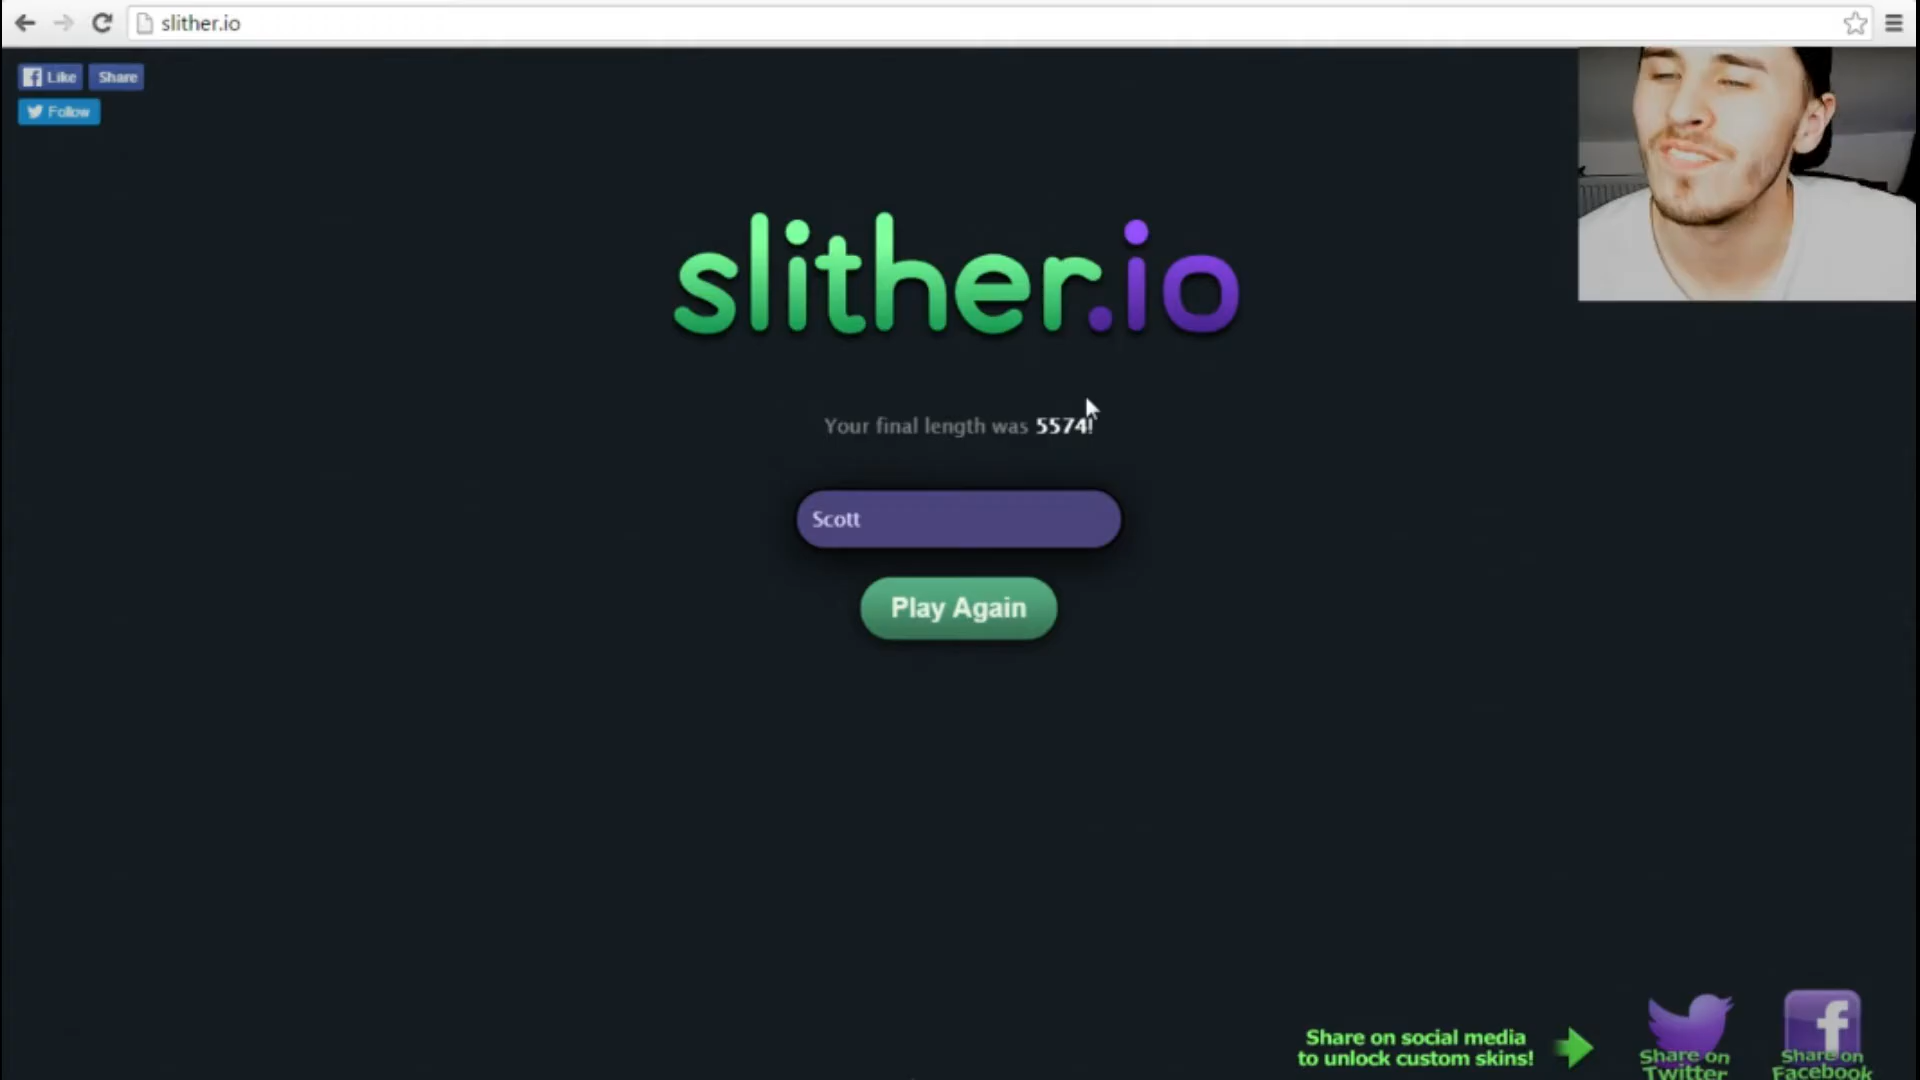 slither.io
Like Share
Follow
slither.io
Your final length was 5574!
Scott
Play Again
Share on social media
to unlock custom skins!
Share on
Twitter
Share on
Facebook